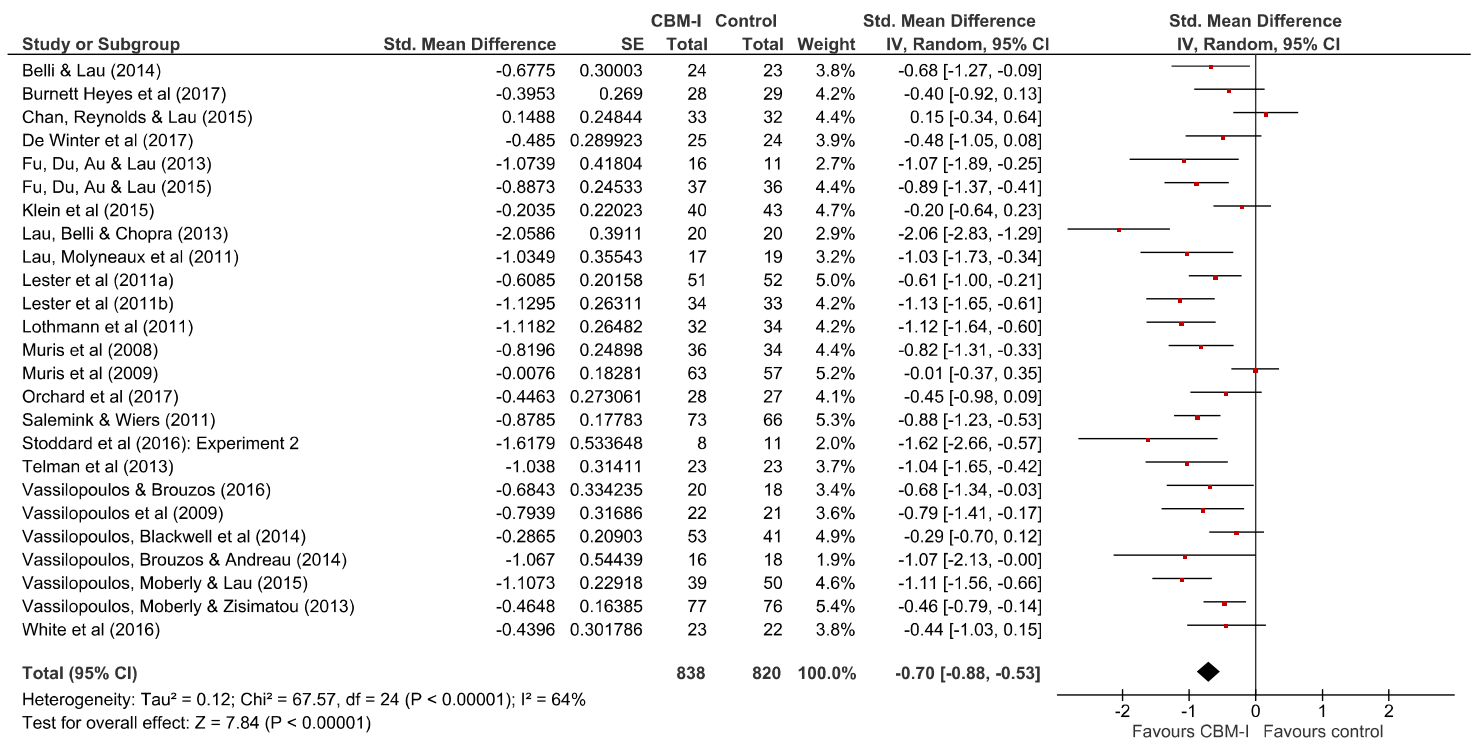 CBM-I Control Std. Mean Difference Std. Mean Difference
Study or Subgroup Std. Mean Difference SE Total Total Weight IV, Random, 95% CI IV, Random, 95% CI
Belli & Lau (2014) -0.6775 0.30003 24 23 3.8% -0.68 [-1.27, -0.09]
Burnett Heyes et al (2017) -0.3953 0.269 28 29 4.2% -0.40 [-0.92, 0.13]
Chan, Reynolds & Lau (2015) 0.1488 0.24844 33 32 4.4% 0.15 [-0.34, 0.64]
De Winter et al (2017) -0.485 0.289923 25 24 3.9% -0.48 [-1.05, 0.08]
Fu, Du, Au & Lau (2013) -1.0739 0.41804 16 11 2.7% -1.07 [-1.89, -0.25]
Fu, Du, Au & Lau (2015) -0.8873 0.24533 37 36 4.4% -0.89 [-1.37, -0.41]
Klein et al (2015) -0.2035 0.22023 40 43 4.7% -0.20 [-0.64, 0.23]
Lau, Belli & Chopra (2013) -2.0586 0.3911 20 20 2.9% -2.06 [-2.83, -1.29]
Lau, Molyneaux et al (2011) -1.0349 0.35543 17 19 3.2% -1.03 [-1.73, -0.34]
Lester et al (2011a) -0.6085 0.20158 51 52 5.0% -0.61 [-1.00, -0.21]
Lester et al (2011b) -1.1295 0.26311 34 33 4.2% -1.13 [-1.65, -0.61]
Lothmann et al (2011) -1.1182 0.26482 32 34 4.2% -1.12 [-1.64, -0.60]
Muris et al (2008) -0.8196 0.24898 36 34 4.4% -0.82 [-1.31, -0.33]
Muris et al (2009) -0.0076 0.18281 63 57 5.2% -0.01 [-0.37, 0.35]
Orchard et al (2017) -0.4463 0.273061 28 27 4.1% -0.45 [-0.98, 0.09]
Salemink & Wiers (2011) -0.8785 0.17783 73 66 5.3% -0.88 [-1.23, -0.53]
Stoddard et al (2016): Experiment 2 -1.6179 0.533648 8 11 2.0% -1.62 [-2.66, -0.57]
Telman et al (2013) -1.038 0.31411 23 23 3.7% -1.04 [-1.65, -0.42]
Vassilopoulos & Brouzos (2016) -0.6843 0.334235 20 18 3.4% -0.68 [-1.34, -0.03]
Vassilopoulos et al (2009) -0.7939 0.31686 22 21 3.6% -0.79 [-1.41, -0.17]
Vassilopoulos, Blackwell et al (2014) -0.2865 0.20903 53 41 4.9% -0.29 [-0.70, 0.12]
Vassilopoulos, Brouzos & Andreau (2014) -1.067 0.54439 16 18 1.9% -1.07 [-2.13, -0.00]
Vassilopoulos, Moberly & Lau (2015) -1.1073 0.22918 39 50 4.6% -1.11 [-1.56, -0.66]
Vassilopoulos, Moberly & Zisimatou (2013) -0.4648 0.16385 77 76 5.4% -0.46 [-0.79, -0.14]
White et al (2016) -0.4396 0.301786 23 22 3.8% -0.44 [-1.03, 0.15]
Total (95% CI) 838 820 100.0% -0.70 [-0.88, -0.53]
Heterogeneity: Tau² = 0.12; Chi² = 67.57, df = 24 (P < 0.00001); I² = 64%
Test for overall effect: Z = 7.84 (P < 0.00001)
-2 -1 0 1 2
Favours CBM-I Favours control